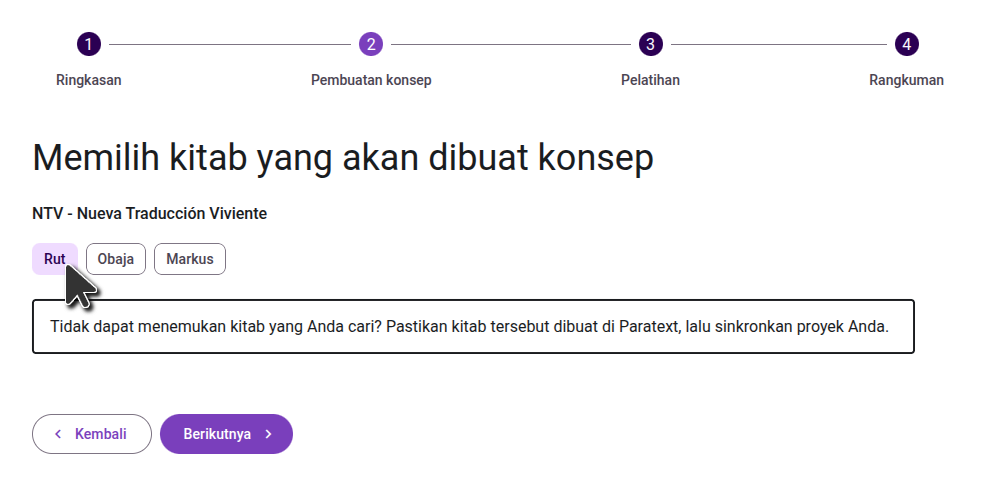 1 2 3 4
Ringkasan Pembuatan konsep Pelatihan Rangkuman
Memilih kitab yang akan dibuat konsep
NTV - Nueva Traducción Viviente
Rut Obaja Markus
Tidak dapat menemukan kitab yang Anda cari? Pastikan kitab tersebut dibuat di Paratext, lalu sinkronkan proyek Anda.
Kembali Berikutnya